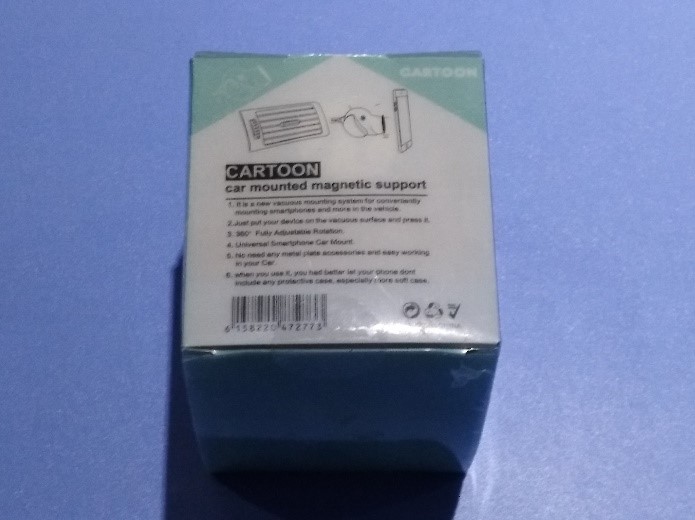 CARTOON
CARTOON
car mounted magnetic support
1. It is a new vacuous mounting system for conveniently
mounting smartphones and more in the vehicle.
2.Just put your device on the vacuous surface and press it.
3. 360° Fully Adjustable Rotation.
4. Universal Smartphone Car Mount.
5. No need any metal plate accessories and easy working
in your Car.
6. when you use it, you had better let your phone dont
include any protective case, especially more soft case.
6 158220 472773